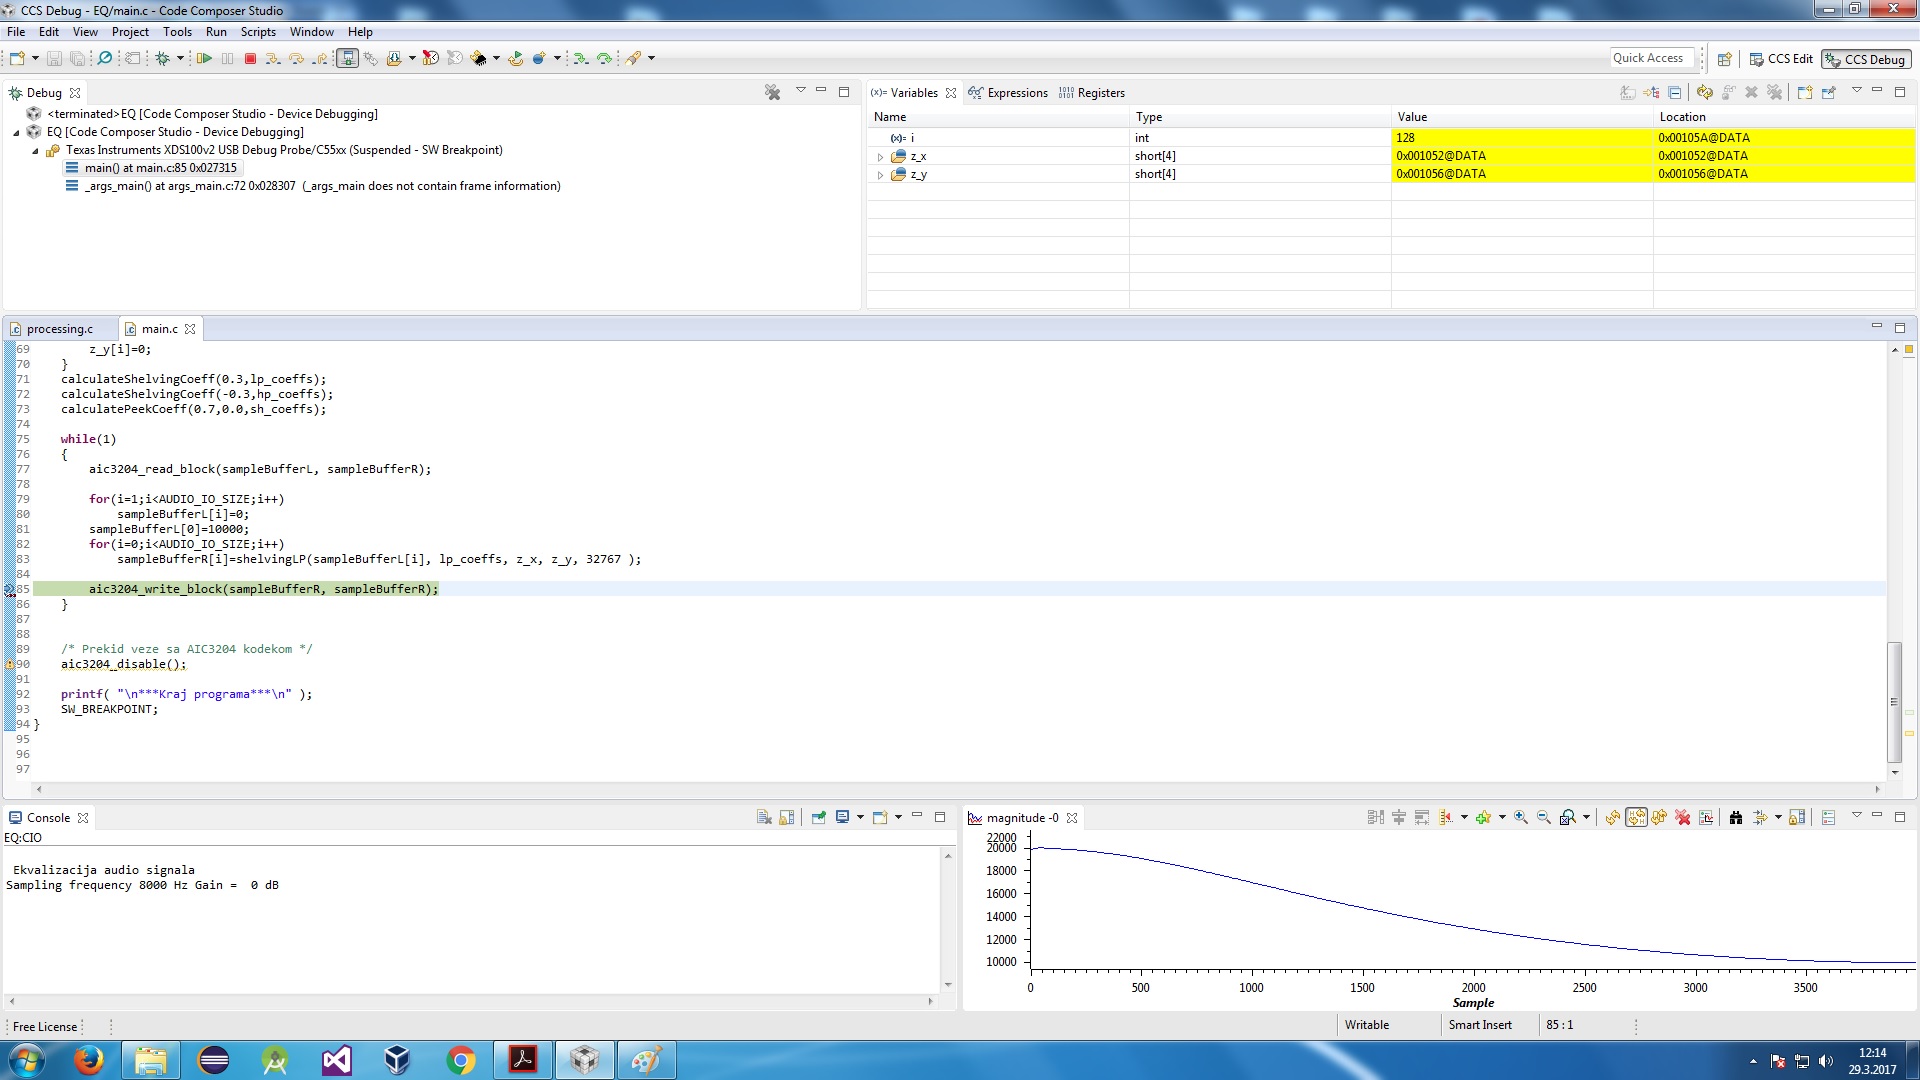 CCS Debug - EQ/main.c - Code Composer Studio
File Edit View Project Tools Run Scripts Window Help
Quick Access CCS Edit CCS Debug
Debug
<terminated>EQ [Code Composer Studio - Device Debugging]
EQ [Code Composer Studio - Device Debugging]
Texas Instruments XDS100v2 USB Debug Probe/C55xx (Suspended - SW Breakpoint)
main() at main.c:85 0x027315
_args_main() at args_main.c:72 0x028307 (_args_main does not contain frame information)
(x)= Variables Expressions Registers
Name Type Value Location
(x)= i int 128 0x00105A@DATA
z_x short[4] 0x001052@DATA 0x001052@DATA
z_y short[4] 0x001056@DATA 0x001056@DATA
processing.c main.c
69 z_y[i]=0;
70 }
71 calculateShelvingCoeff(0.3,lp_coeffs);
72 calculateShelvingCoeff(-0.3,hp_coeffs);
73 calculatePeekCoeff(0.7,0.0,sh_coeffs);
74
75 while(1)
76 {
77 aic3204_read_block(sampleBufferL, sampleBufferR);
78
79 for(i=1;i<AUDIO_IO_SIZE;i++)
80 sampleBufferL[i]=0;
81 sampleBufferL[0]=10000;
82 for(i=0;i<AUDIO_IO_SIZE;i++)
83 sampleBufferR[i]=shelvingLP(sampleBufferL[i], lp_coeffs, z_x, z_y, 32767 );
84
85 aic3204_write_block(sampleBufferR, sampleBufferR);
86 }
87
88
89 /* Prekid veze sa AIC3204 kodekom */
90 aic3204_disable();
91
92 printf( "\n***Kraj programa***\n" );
93 SW_BREAKPOINT;
94 }
95
96
97
Console
EQ:CIO
Ekvalizacija audio signala
Sampling frequency 8000 Hz Gain = 0 dB
magnitude -0
22000
20000
18000
16000
14000
12000
10000
0 500 1000 1500 2000 2500 3000 3500
Sample
Free License Writable Smart Insert 85 : 1
12:14
29.3.2017